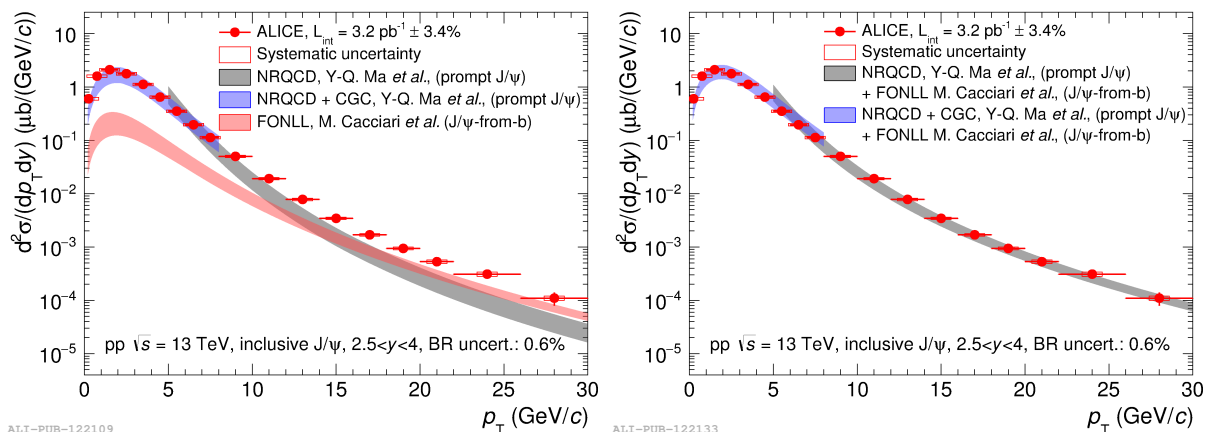 d²σ/(dp_T dy) (μb/(GeV/c))
10
1
10⁻¹
10⁻²
10⁻³
10⁻⁴
10⁻⁵
ALICE, L_int = 3.2 pb⁻¹ ± 3.4%
Systematic uncertainty
NRQCD, Y-Q. Ma et al., (prompt J/ψ)
NRQCD + CGC, Y-Q. Ma et al., (prompt J/ψ)
FONLL, M. Cacciari et al. (J/ψ-from-b)
pp √s = 13 TeV, inclusive J/ψ, 2.5<y<4, BR uncert.: 0.6%
0 5 10 15 20 25 30
p_T (GeV/c)
ALI-PUB-122109
d²σ/(dp_T dy) (μb/(GeV/c))
10
1
10⁻¹
10⁻²
10⁻³
10⁻⁴
10⁻⁵
ALICE, L_int = 3.2 pb⁻¹ ± 3.4%
Systematic uncertainty
NRQCD, Y-Q. Ma et al., (prompt J/ψ)
+ FONLL M. Cacciari et al., (J/ψ-from-b)
NRQCD + CGC, Y-Q. Ma et al., (prompt J/ψ)
+ FONLL M. Cacciari et al., (J/ψ-from-b)
pp √s = 13 TeV, inclusive J/ψ, 2.5<y<4, BR uncert.: 0.6%
0 5 10 15 20 25 30
p_T (GeV/c)
ALI-PUB-122133